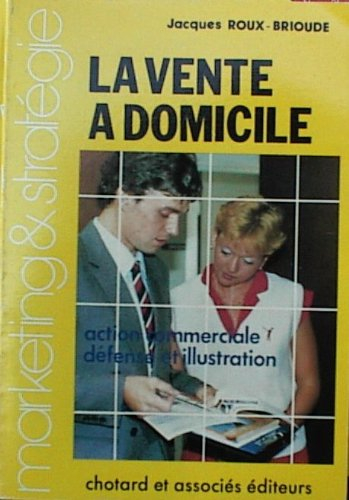 Jacques ROUX-BRIOUDE
LA VENTE
A DOMICILE
marketing & stratégie
action commerciale
défense et illustration
chotard et associés éditeurs